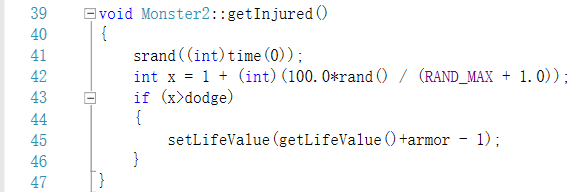 39 void Monster2::getInjured()
40 {
41 srand((int)time(0));
42 int x = 1 + (int)(100.0*rand() / (RAND_MAX + 1.0));
43 if (x>dodge)
44 {
45 setLifeValue(getLifeValue()+armor - 1);
46 }
47 }